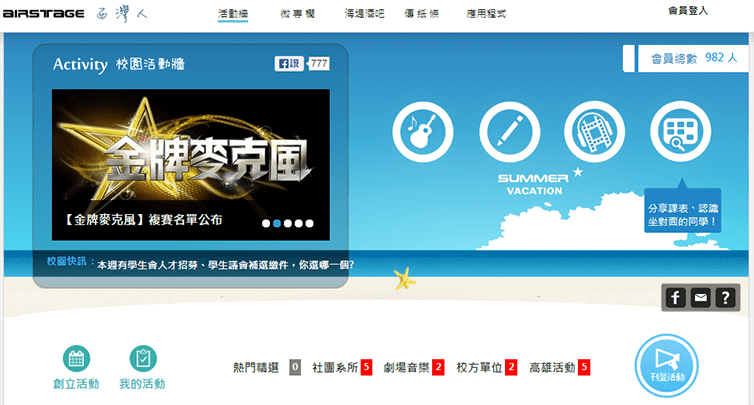 AIRSTAGE 西灣人
活動牆 微專欄 海堤酒吧 傳紙條 應用程式
會員登入
Activity 校園活動牆
讚 777
會員總數 982 人
金牌麥克風
【金牌麥克風】複賽名單公布
SUMMER
VACATION
分享課表、認識
坐對面的同學！
校園快訊：本週有學生會人才招募、學生議會補選繳件，你選哪一個?
f ?
創立活動 我的活動
熱門精選 0 社團系所 5 劇場音樂 2 校方單位 2 高雄活動 5
刊登活動